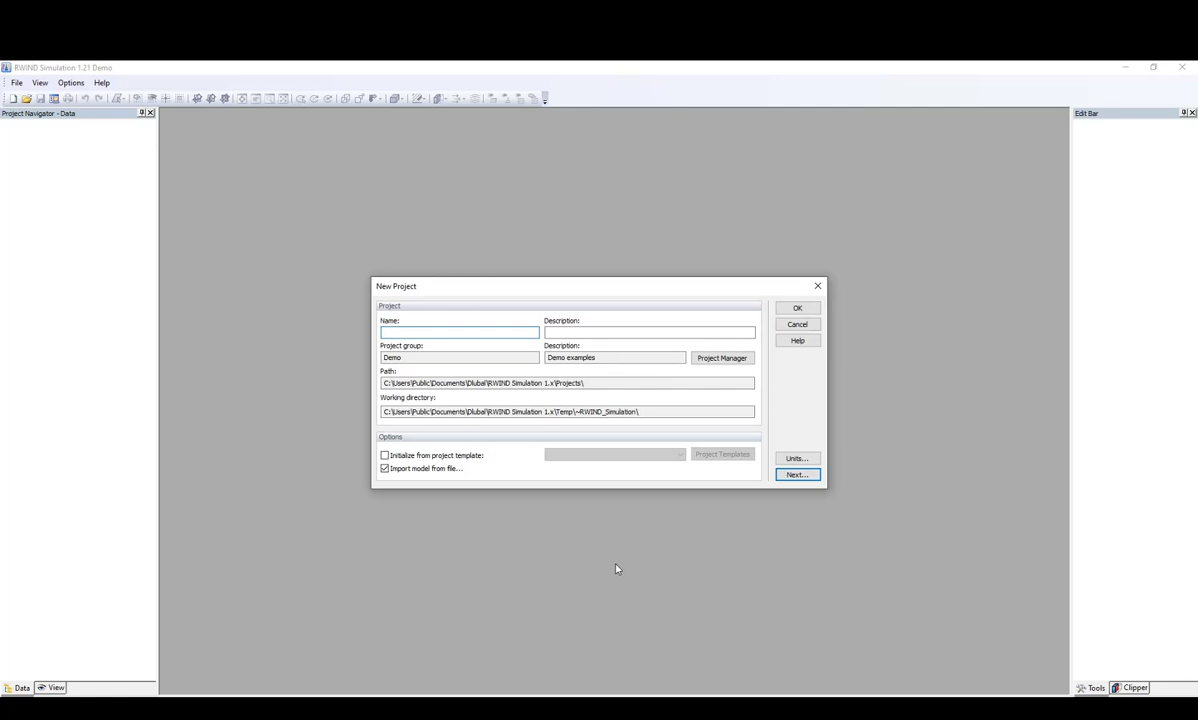 RWIND Simulation 1.21 Demo
File View Options Help
Project Navigator - Data
Edit Bar
New Project
Project
Name: Description:
OK
Cancel
Project group: Description:
Help
Demo Demo examples Project Manager
Path:
C:\Users\Public\Documents\Dlubal\RWIND Simulation 1.x\Projects\
Working directory:
C:\Users\Public\Documents\Dlubal\RWIND Simulation 1.x\Temp\~RWIND_Simulation\
Options
Initialize from project template: Project Templates
Units...
Import model from file...
Next...
Data View
Tools Clipper